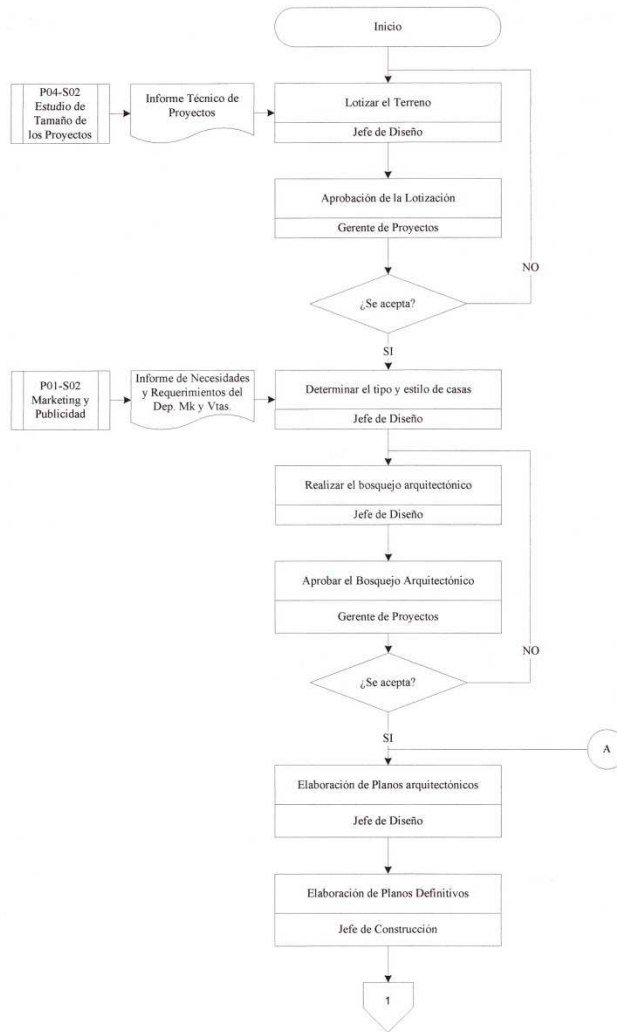 Inicio
P04-S02
Estudio de
Tamaño de
los Proyectos
Informe Técnico de
Proyectos
Lotizar el Terreno
Jefe de Diseño
Aprobación de la Lotización
Gerente de Proyectos
NO
¿Se acepta?
SI
P01-S02
Marketing y
Publicidad
Informe de Necesidades
y Requerimientos del
Dep. Mk y Vtas.
Determinar el tipo y estilo de casas
Jefe de Diseño
Realizar el bosquejo arquitectónico
Jefe de Diseño
Aprobar el Bosquejo Arquitectónico
Gerente de Proyectos
NO
¿Se acepta?
SI
A
Elaboración de Planos arquitectónicos
Jefe de Diseño
Elaboración de Planos Definitivos
Jefe de Construcción
1